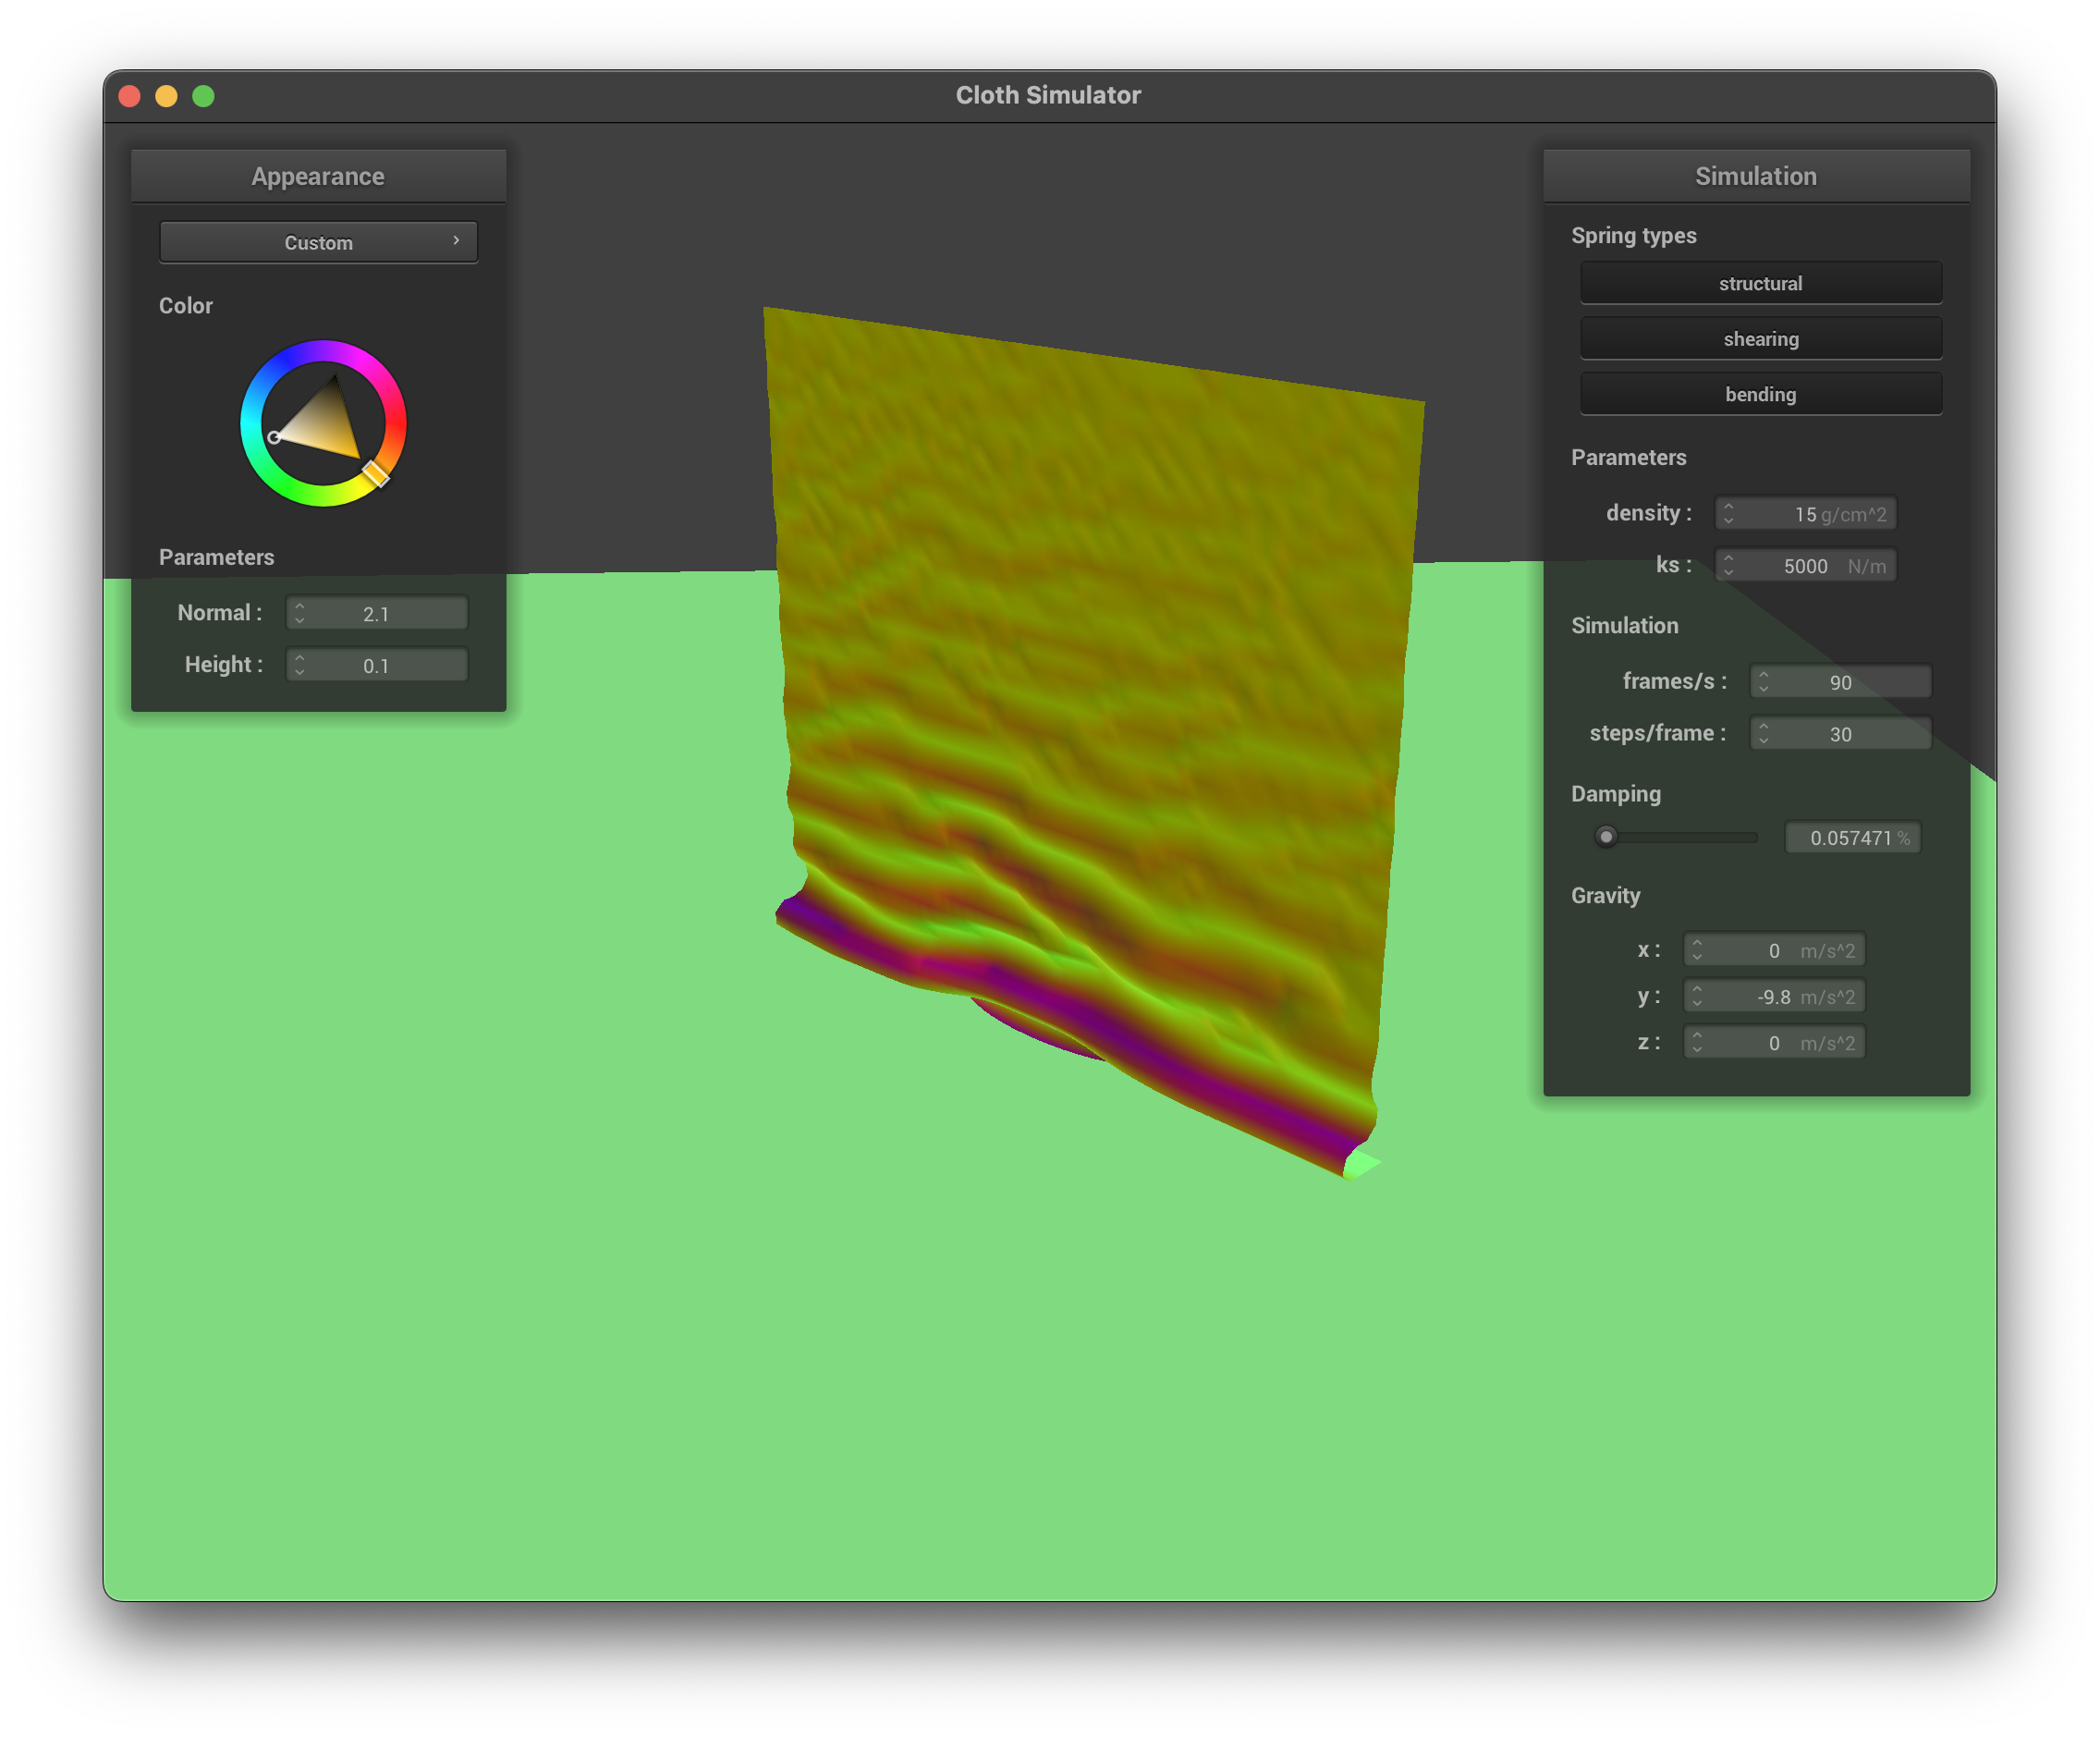 Cloth Simulator
Appearance
Custom
Color
Parameters
Normal : 2.1
Height : 0.1
Simulation
Spring types
structural
shearing
bending
Parameters
density : 15 g/cm^2
ks : 5000 N/m
Simulation
frames/s : 90
steps/frame : 30
Damping
0.057471 %
Gravity
x : 0 m/s^2
y : -9.8 m/s^2
z : 0 m/s^2